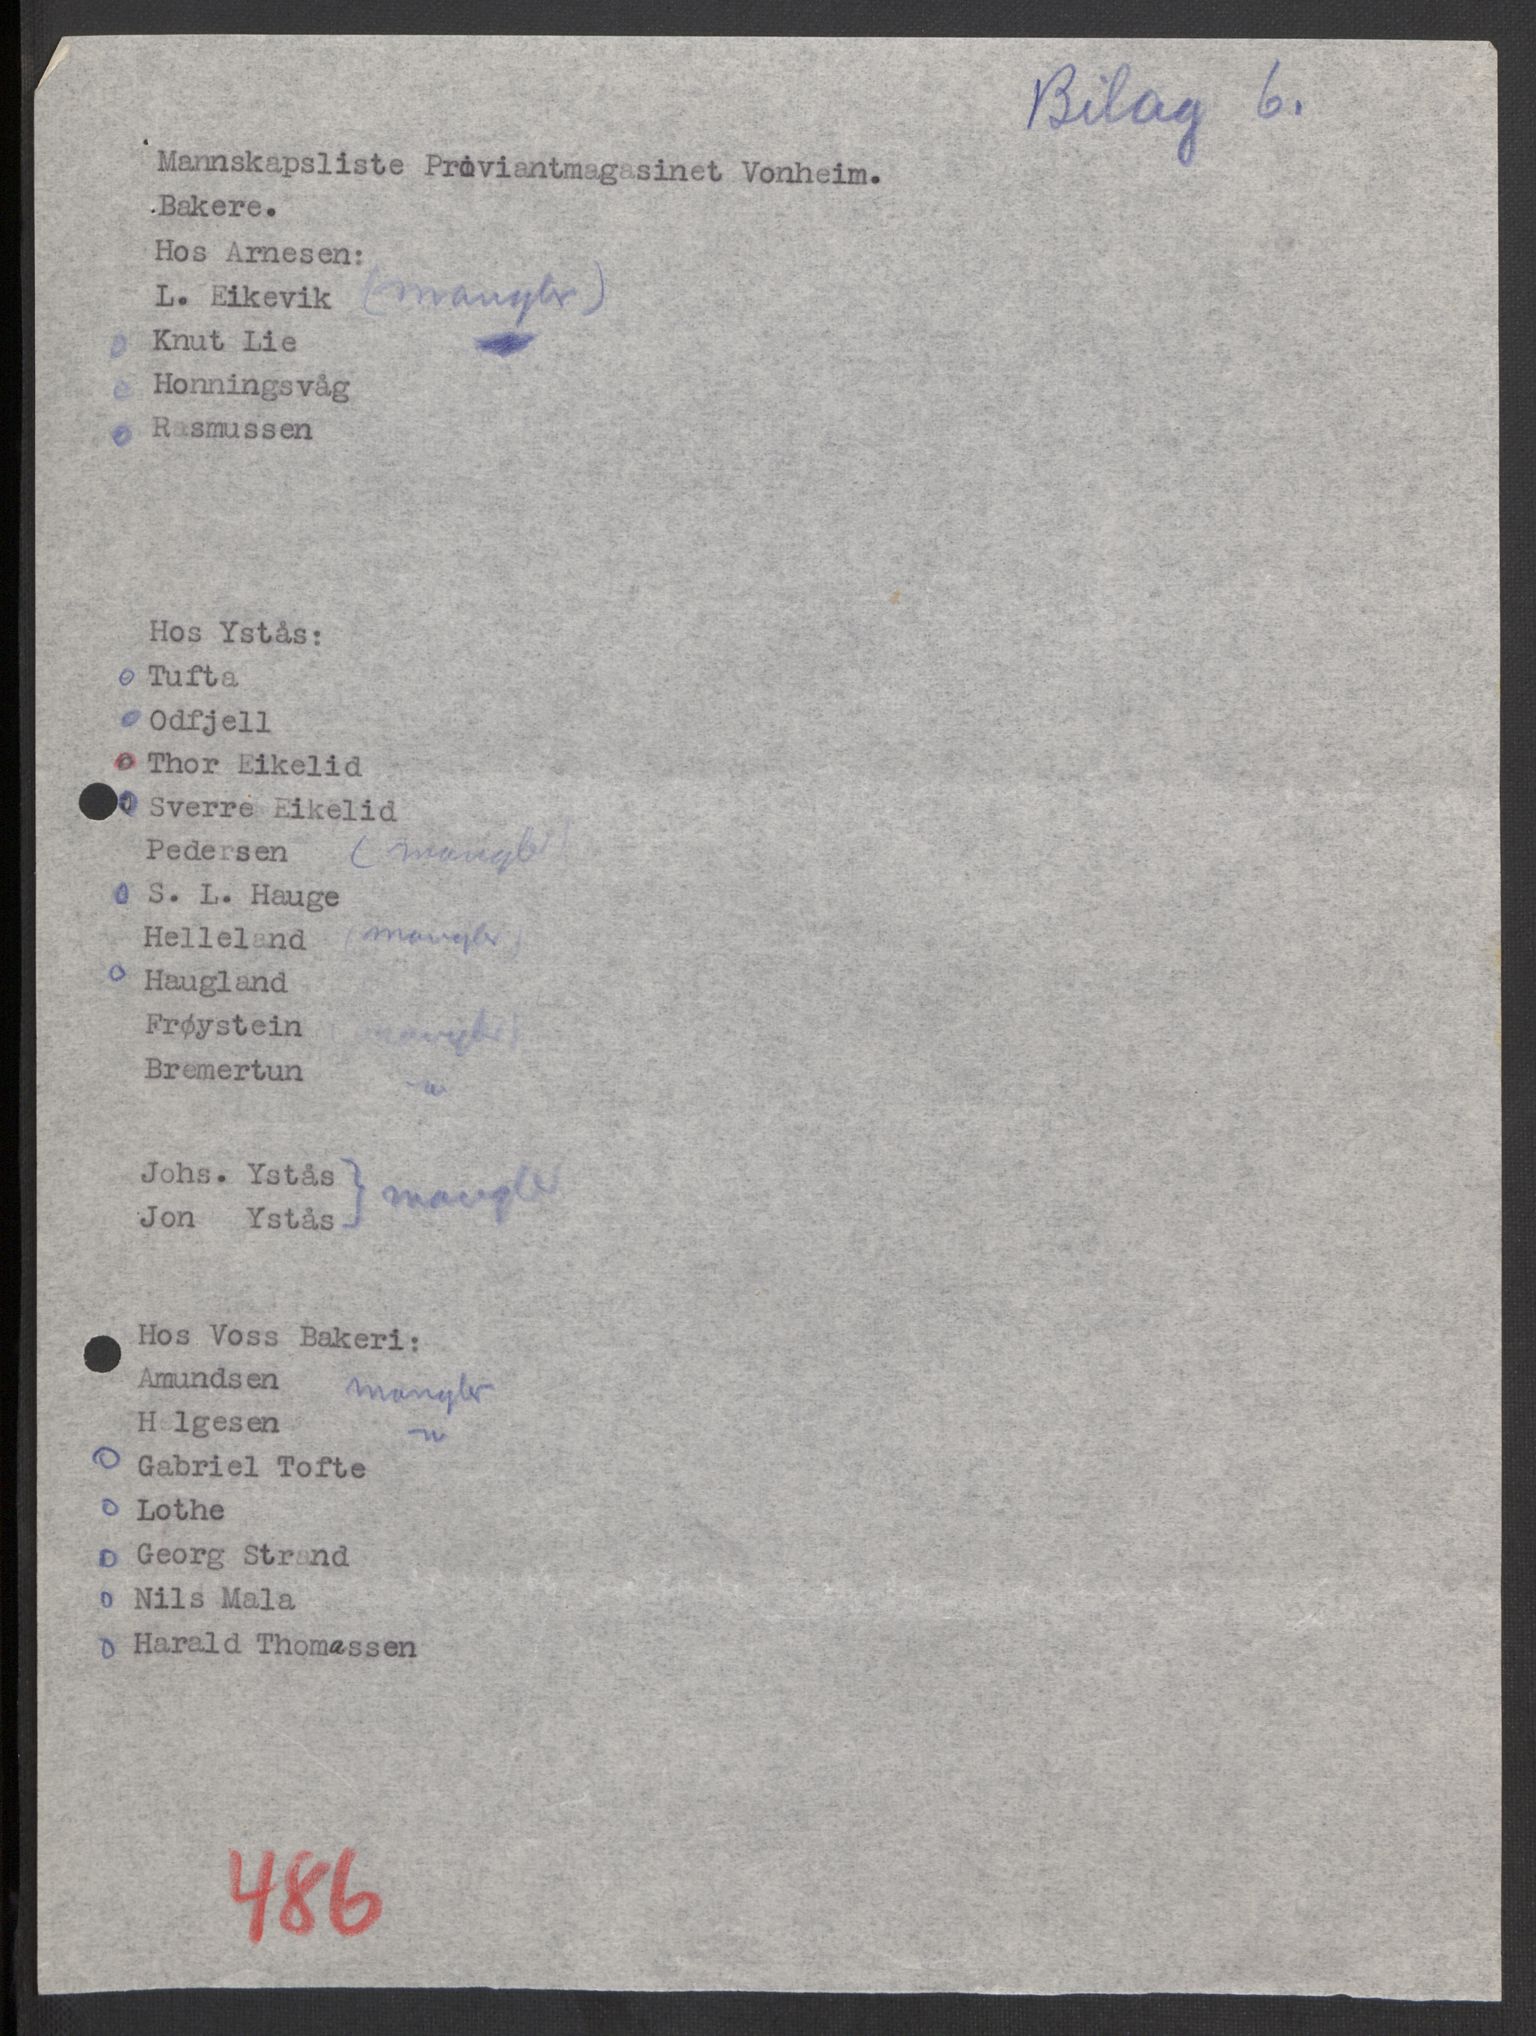 Bilag 6.
Mannskapsliste Proviantmagasinet Vonheim.
Bakere.
Hos Arnesen:
L. Eikevik (mangler)
o Knut Lie
o Honningsvåg
o Rasmussen
Hos Ystås:
o Tufta
o Odfjell
o Thor Eikelid
o Sverre Eikelid
Pedersen (mangler)
o S. L. Hauge
Helleland (mangler)
o Haugland
Frøystein (mangler)
Bremertun -"-
Johs. Ystås } mangler
Jon Ystås
Hos Voss Bakeri:
Amundsen mangler
H lgesen -"-
o Gabriel Tofte
o Lothe
o Georg Strand
o Nils Mala
o Harald Thomassen
486